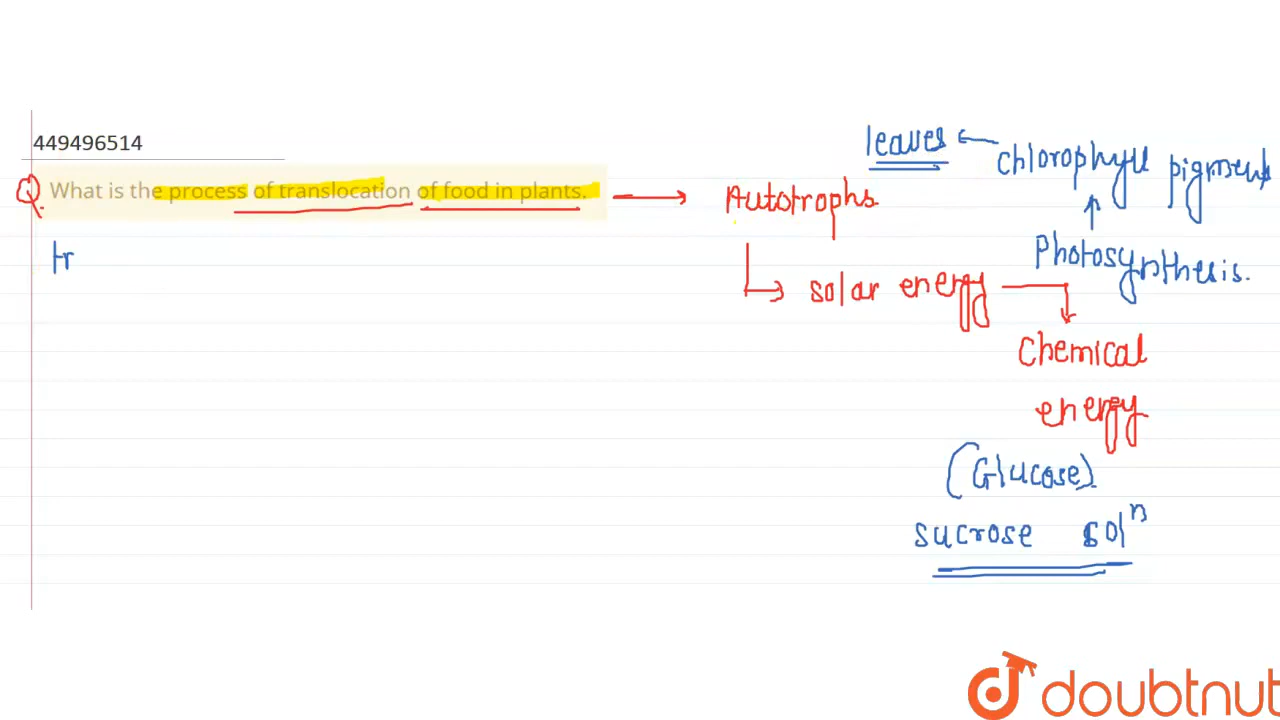 449496514
Q. What is the process of translocation of food in plants.
tr
Autotrophs
solar energy
Chemical
energy
(Glucose)
sucrose solⁿ
leaves
chlorophyll pigment
Photosynthesis.
doubtnut